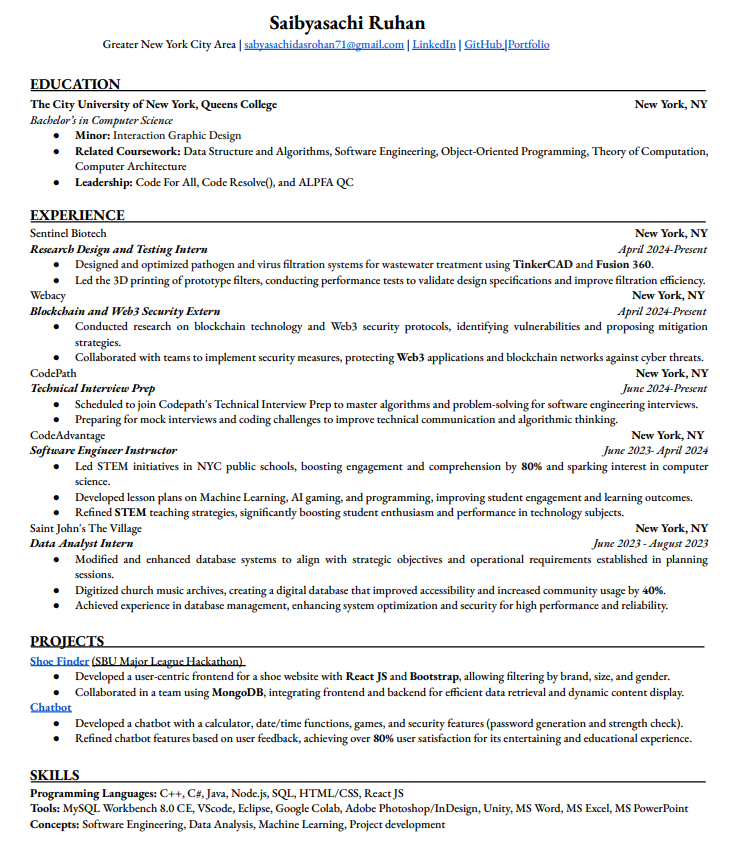 Saibyasachi Ruhan
Greater New York City Area | sabyasachidasrohan71@gmail.com | LinkedIn | GitHub |Portfolio
EDUCATION
The City University of New York, Queens College New York, NY
Bachelor's in Computer Science
● Minor: Interaction Graphic Design
● Related Coursework: Data Structure and Algorithms, Software Engineering, Object-Oriented Programming, Theory of Computation,
Computer Architecture
● Leadership: Code For All, Code Resolve(), and ALPFA QC
EXPERIENCE
Sentinel Biotech New York, NY
Research Design and Testing Intern April 2024-Present
● Designed and optimized pathogen and virus filtration systems for wastewater treatment using TinkerCAD and Fusion 360.
● Led the 3D printing of prototype filters, conducting performance tests to validate design specifications and improve filtration efficiency.
Webacy New York, NY
Blockchain and Web3 Security Extern April 2024-Present
● Conducted research on blockchain technology and Web3 security protocols, identifying vulnerabilities and proposing mitigation
strategies.
● Collaborated with teams to implement security measures, protecting Web3 applications and blockchain networks against cyber threats.
CodePath New York, NY
Technical Interview Prep June 2024-Present
● Scheduled to join Codepath's Technical Interview Prep to master algorithms and problem-solving for software engineering interviews.
● Preparing for mock interviews and coding challenges to improve technical communication and algorithmic thinking.
CodeAdvantage New York, NY
Software Engineer Instructor June 2023- April 2024
● Led STEM initiatives in NYC public schools, boosting engagement and comprehension by 80% and sparking interest in computer
science.
● Developed lesson plans on Machine Learning, AI gaming, and programming, improving student engagement and learning outcomes.
● Refined STEM teaching strategies, significantly boosting student enthusiasm and performance in technology subjects.
Saint John's The Village New York, NY
Data Analyst Intern June 2023 - August 2023
● Modified and enhanced database systems to align with strategic objectives and operational requirements established in planning
sessions.
● Digitized church music archives, creating a digital database that improved accessibility and increased community usage by 40%.
● Achieved experience in database management, enhancing system optimization and security for high performance and reliability.
PROJECTS
Shoe Finder (SBU Major League Hackathon)
● Developed a user-centric frontend for a shoe website with React JS and Bootstrap, allowing filtering by brand, size, and gender.
● Collaborated in a team using MongoDB, integrating frontend and backend for efficient data retrieval and dynamic content display.
Chatbot
● Developed a chatbot with a calculator, date/time functions, games, and security features (password generation and strength check).
● Refined chatbot features based on user feedback, achieving over 80% user satisfaction for its entertaining and educational experience.
SKILLS
Programming Languages: C++, C#, Java, Node.js, SQL, HTML/CSS, React JS
Tools: MySQL Workbench 8.0 CE, VScode, Eclipse, Google Colab, Adobe Photoshop/InDesign, Unity, MS Word, MS Excel, MS PowerPoint
Concepts: Software Engineering, Data Analysis, Machine Learning, Project development